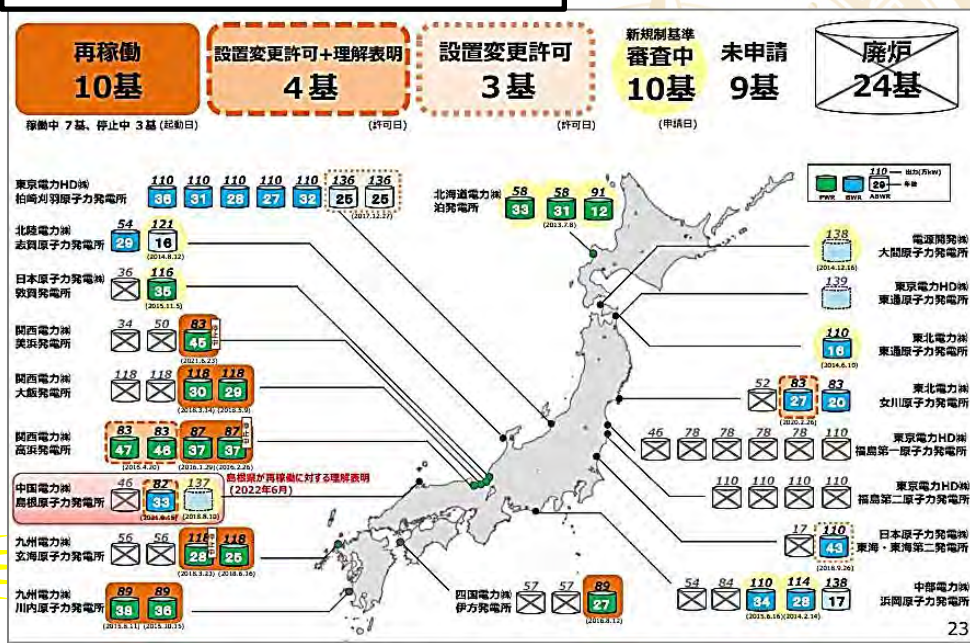 再稼働
10基
稼働中 7基、停止中 3基 (起動日)
設置変更許可+理解表明
4基
(許可日)
設置変更許可
3基
(許可日)
新規制基準
審査中
10基
(申請日)
未申請
9基
廃炉
24基
110 出力(万kW)
29 年数
PWR BWR ABWR
東京電力HD㈱
柏崎刈羽原子力発電所
110 110 110 110 110 136 136
36 31 28 27 32 25 25
(2017.12.27)
北陸電力㈱
志賀原子力発電所
54 121
29 16
(2014.8.12)
日本原子力発電㈱
敦賀発電所
36 116
35
(2015.11.5)
関西電力㈱
美浜発電所
34 50 83
45
停止中
(2021.6.23)
関西電力㈱
大飯発電所
118 118 118 118
30 29
(2018.3.14) (2018.5.9)
関西電力㈱
高浜発電所
83 83 87 87
47 46 37 37
停止中
(2016.4.20) (2016.1.29) (2016.2.26)
島根県が再稼働に対する理解表明
(2022年6月)
中国電力㈱
島根原子力発電所
46 82 137
33
(2021.9.15) (2018.8.10)
九州電力㈱
玄海原子力発電所
56 56 118 118
28 25
停止中
(2018.3.23) (2018.6.16)
九州電力㈱
川内原子力発電所
89 89
38 36
(2015.8.11) (2015.10.15)
四国電力㈱
伊方発電所
57 57 89
27
(2016.8.12)
北海道電力㈱
泊発電所
58 58 91
33 31 12
(2013.7.8)
138
電源開発㈱
大間原子力発電所
(2014.12.16)
139
東京電力HD㈱
東通原子力発電所
110
16
東北電力㈱
東通原子力発電所
(2014.6.10)
52 83 83
27 20
東北電力㈱
女川原子力発電所
(2020.2.26)
46 78 78 78 78 110
東京電力HD㈱
福島第一原子力発電所
110 110 110 110
東京電力HD㈱
福島第二原子力発電所
17 110
43
日本原子力発電㈱
東海・東海第二発電所
(2018.9.26)
54 84 110 114 138
34 28 17
中部電力㈱
浜岡原子力発電所
(2015.6.16) (2014.2.14)
23